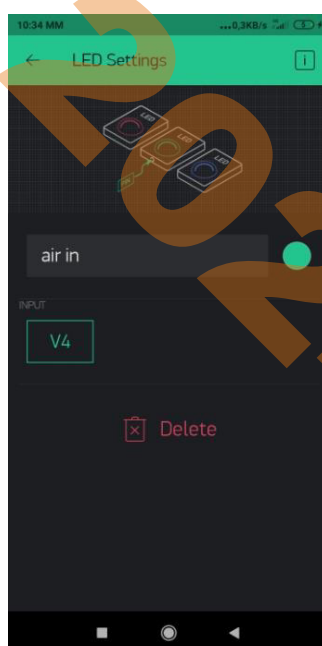 10:34 MM ...0,3KB/s
← LED Settings i
LED
LED
LED
air in
INPUT
V4
Delete